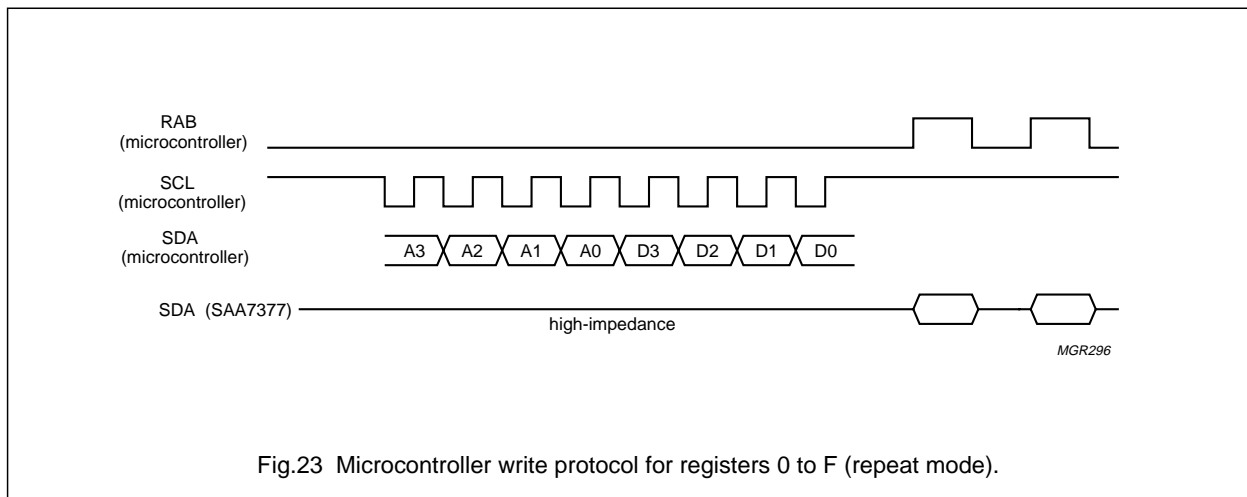 RAB
(microcontroller)
SCL
(microcontroller)
SDA
(microcontroller)
A3 A2 A1 A0 D3 D2 D1 D0
SDA (SAA7377)
high-impedance
MGR296
Fig.23 Microcontroller write protocol for registers 0 to F (repeat mode).